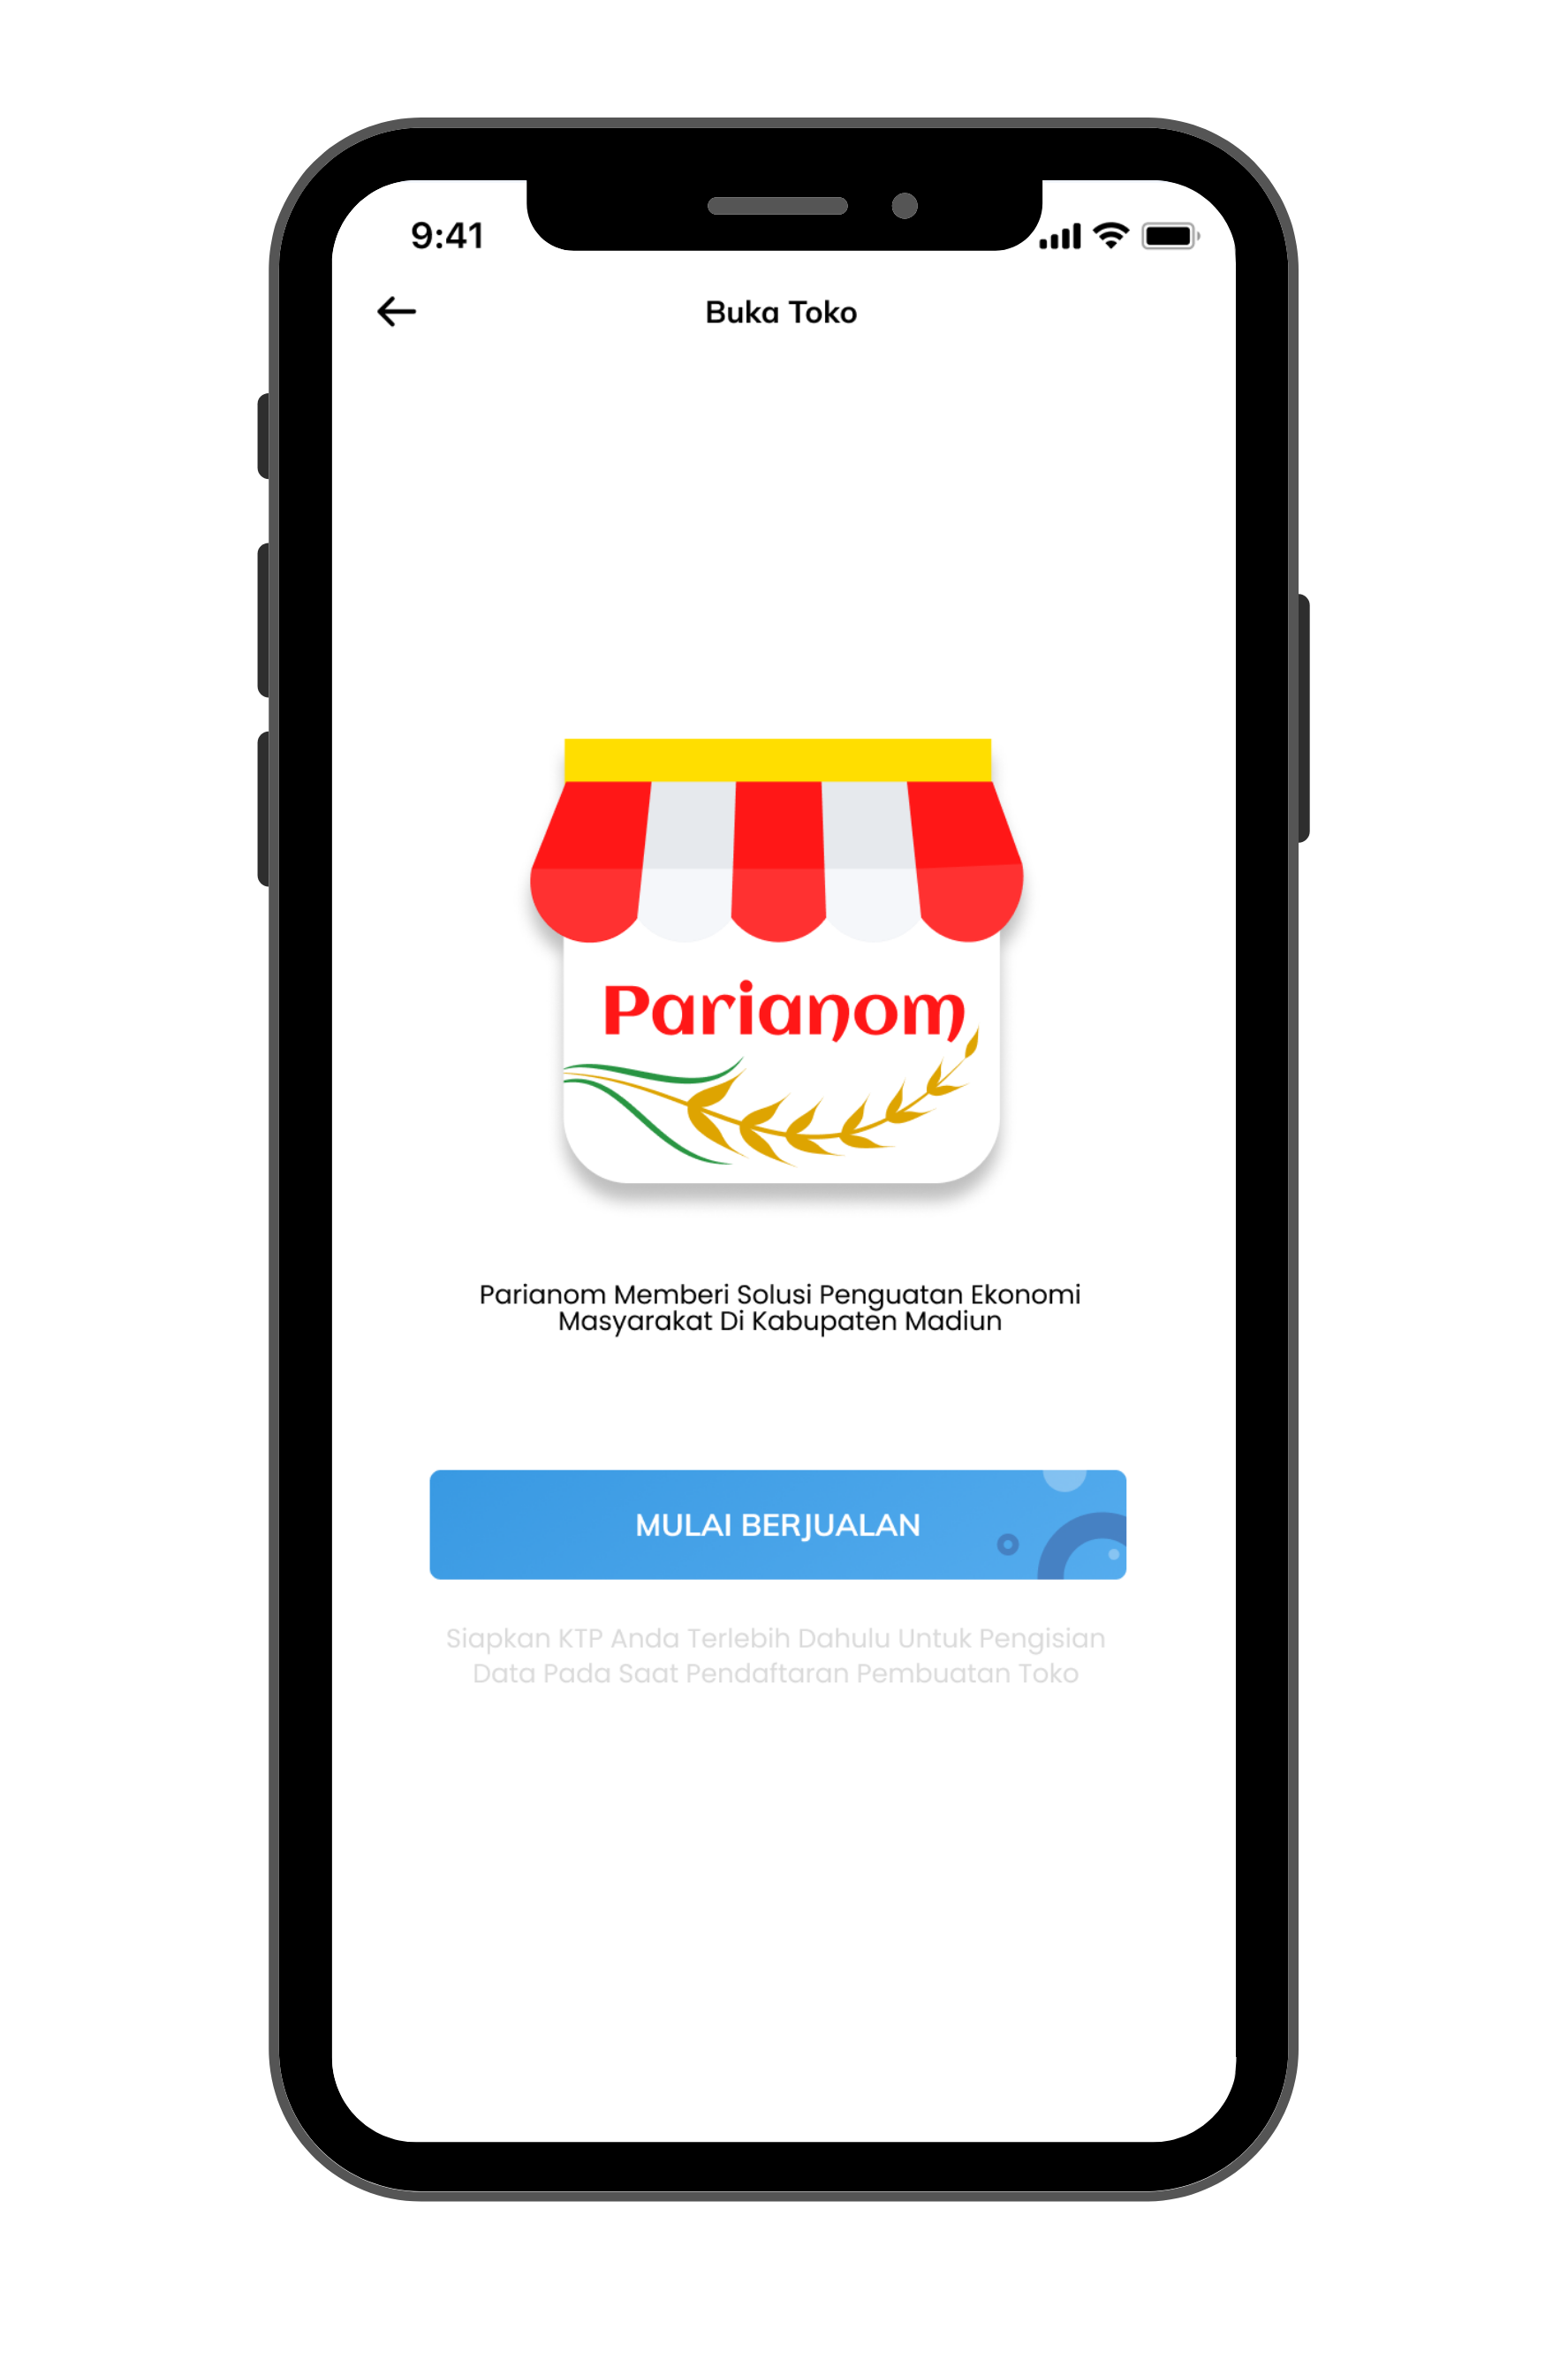 9:41
Buka Toko
Parianom
Parianom Memberi Solusi Penguatan Ekonomi
Masyarakat Di Kabupaten Madiun
MULAI BERJUALAN
Siapkan KTP Anda Terlebih Dahulu Untuk Pengisian
Data Pada Saat Pendaftaran Pembuatan Toko